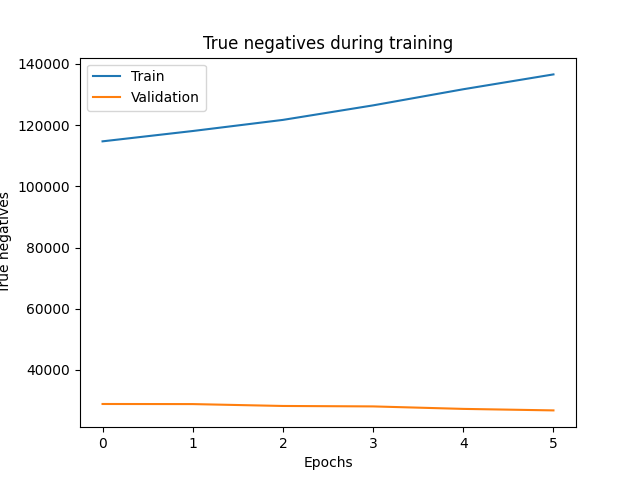 True negatives during training
140000
120000
100000
80000
60000
40000
True negatives
Train
Validation
0 1 2 3 4 5
Epochs